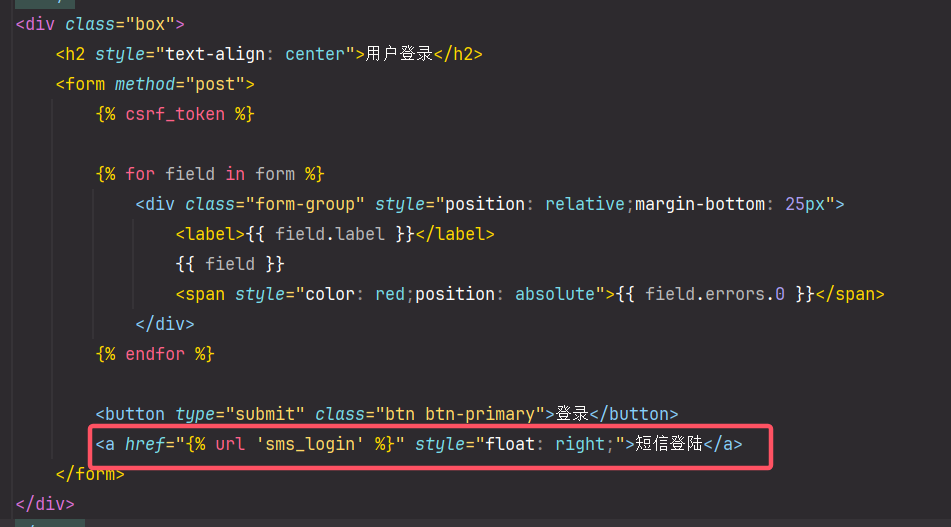 <div class="box">
<h2 style="text-align: center">用户登录</h2>
<form method="post">
{% csrf_token %}
{% for field in form %}
<div class="form-group" style="position: relative;margin-bottom: 25px">
<label>{{ field.label }}</label>
{{ field }}
<span style="color: red;position: absolute">{{ field.errors.0 }}</span>
</div>
{% endfor %}
<button type="submit" class="btn btn-primary">登录</button>
<a href="{% url 'sms_login' %}" style="float: right;">短信登陆</a>
</form>
</div>